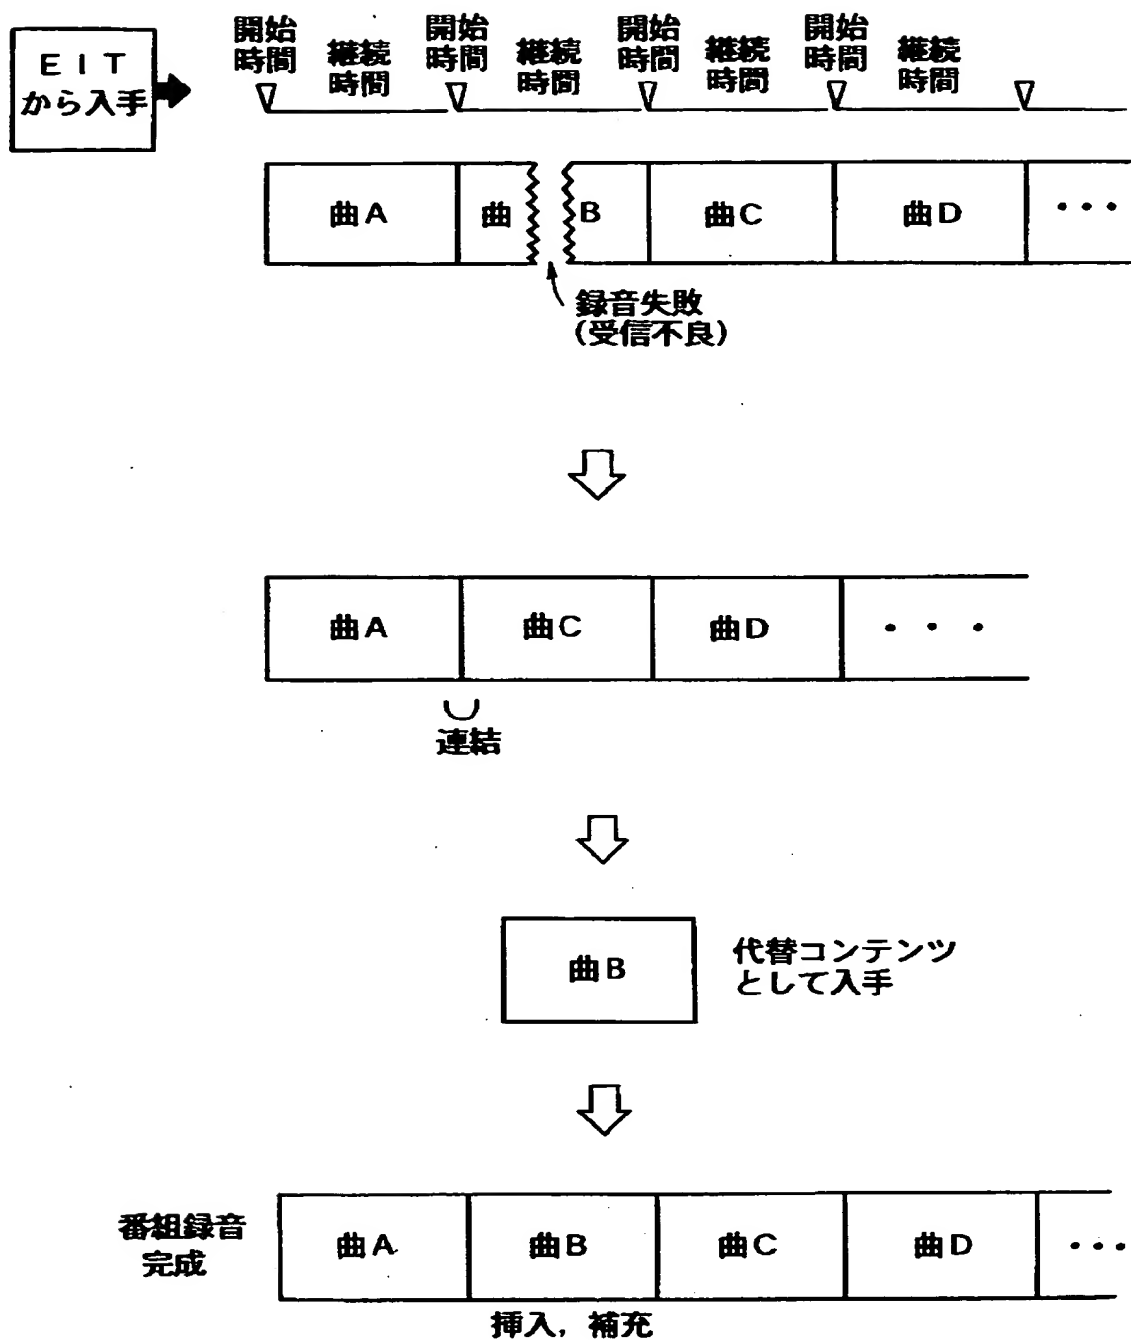 EIT
から入手
開始
時間
継続
時間
開始
時間
継続
時間
開始
時間
継続
時間
開始
時間
継続
時間
曲A
曲 B
曲C
曲D
・・・
録音失敗
(受信不良)
曲A
曲C
曲D
・・・
連結
曲B
代替コンテンツ
として入手
番組録音
完成
曲A
曲B
曲C
曲D
・・・
挿入, 補充